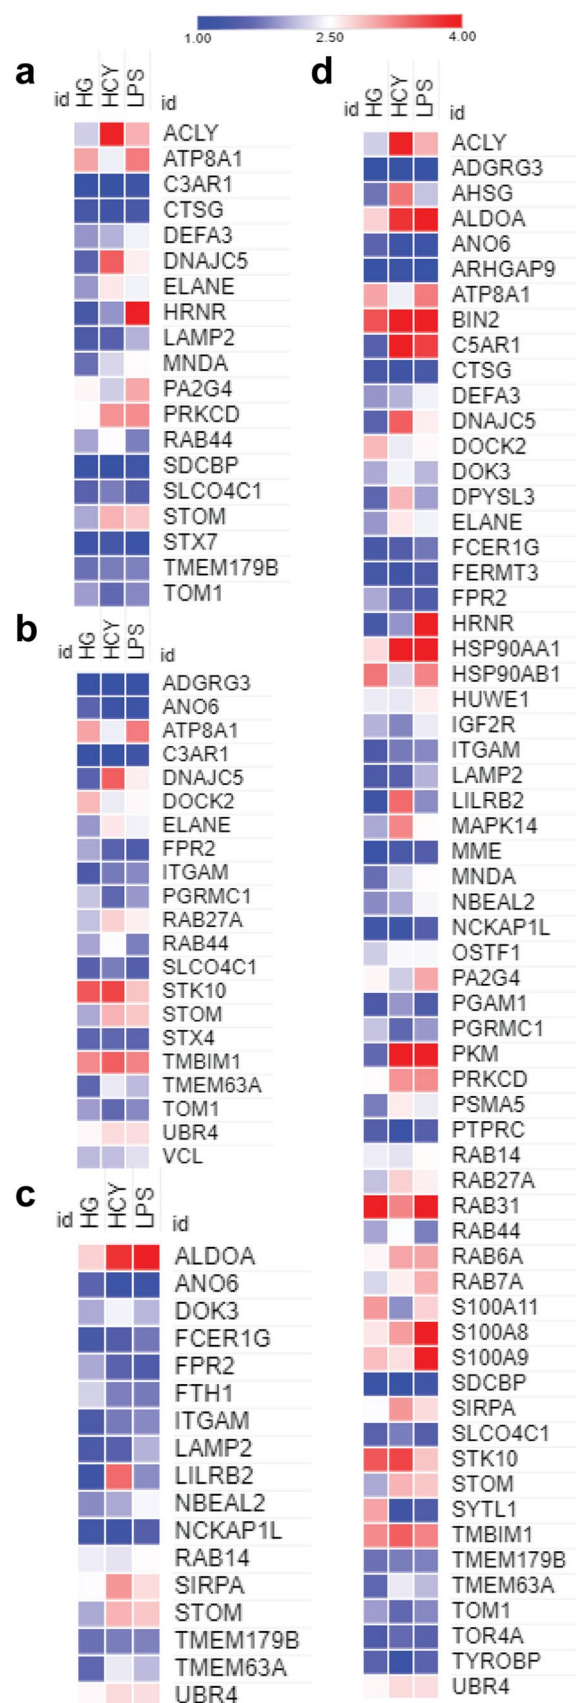 1.00 2.50 4.00
a
id HG HCY LPS id
ACLY
ATP8A1
C3AR1
CTSG
DEFA3
DNAJC5
ELANE
HRNR
LAMP2
MNDA
PA2G4
PRKCD
RAB44
SDCBP
SLCO4C1
STOM
STX7
TMEM179B
TOM1
b
id HG HCY LPS id
ADGRG3
ANO6
ATP8A1
C3AR1
DNAJC5
DOCK2
ELANE
FPR2
ITGAM
PGRMC1
RAB27A
RAB44
SLCO4C1
STK10
STOM
STX4
TMBIM1
TMEM63A
TOM1
UBR4
VCL
c
id HG HCY LPS id
ALDOA
ANO6
DOK3
FCER1G
FPR2
FTH1
ITGAM
LAMP2
LILRB2
NBEAL2
NCKAP1L
RAB14
SIRPA
STOM
TMEM179B
TMEM63A
UBR4
d
id HG HCY LPS id
ACLY
ADGRG3
AHSG
ALDOA
ANO6
ARHGAP9
ATP8A1
BIN2
C5AR1
CTSG
DEFA3
DNAJC5
DOCK2
DOK3
DPYSL3
ELANE
FCER1G
FERMT3
FPR2
HRNR
HSP90AA1
HSP90AB1
HUWE1
IGF2R
ITGAM
LAMP2
LILRB2
MAPK14
MME
MNDA
NBEAL2
NCKAP1L
OSTF1
PA2G4
PGAM1
PGRMC1
PKM
PRKCD
PSMA5
PTPRC
RAB14
RAB27A
RAB31
RAB44
RAB6A
RAB7A
S100A11
S100A8
S100A9
SDCBP
SIRPA
SLCO4C1
STK10
STOM
SYTL1
TMBIM1
TMEM179B
TMEM63A
TOM1
TOR4A
TYROBP
UBR4